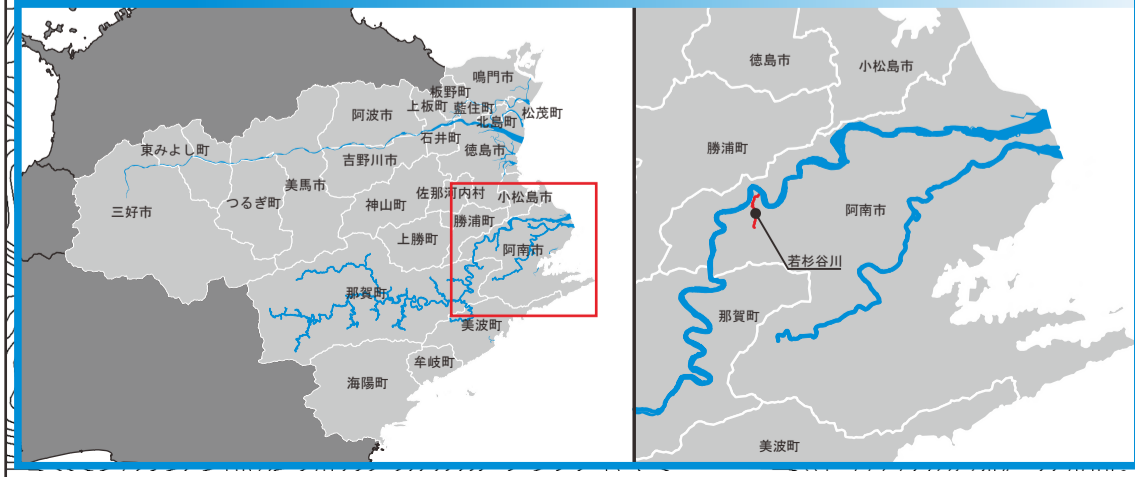 鳴門市
板野町
上板町
藍住町
松茂町
阿波市
北島町
石井町
東みよし町
吉野川市
徳島市
美馬市
佐那河内村
小松島市
つるぎ町
神山町
三好市
勝浦町
上勝町
阿南市
那賀町
美波町
牟岐町
海陽町
徳島市
小松島市
勝浦町
阿南市
若杉谷川
那賀町
美波町